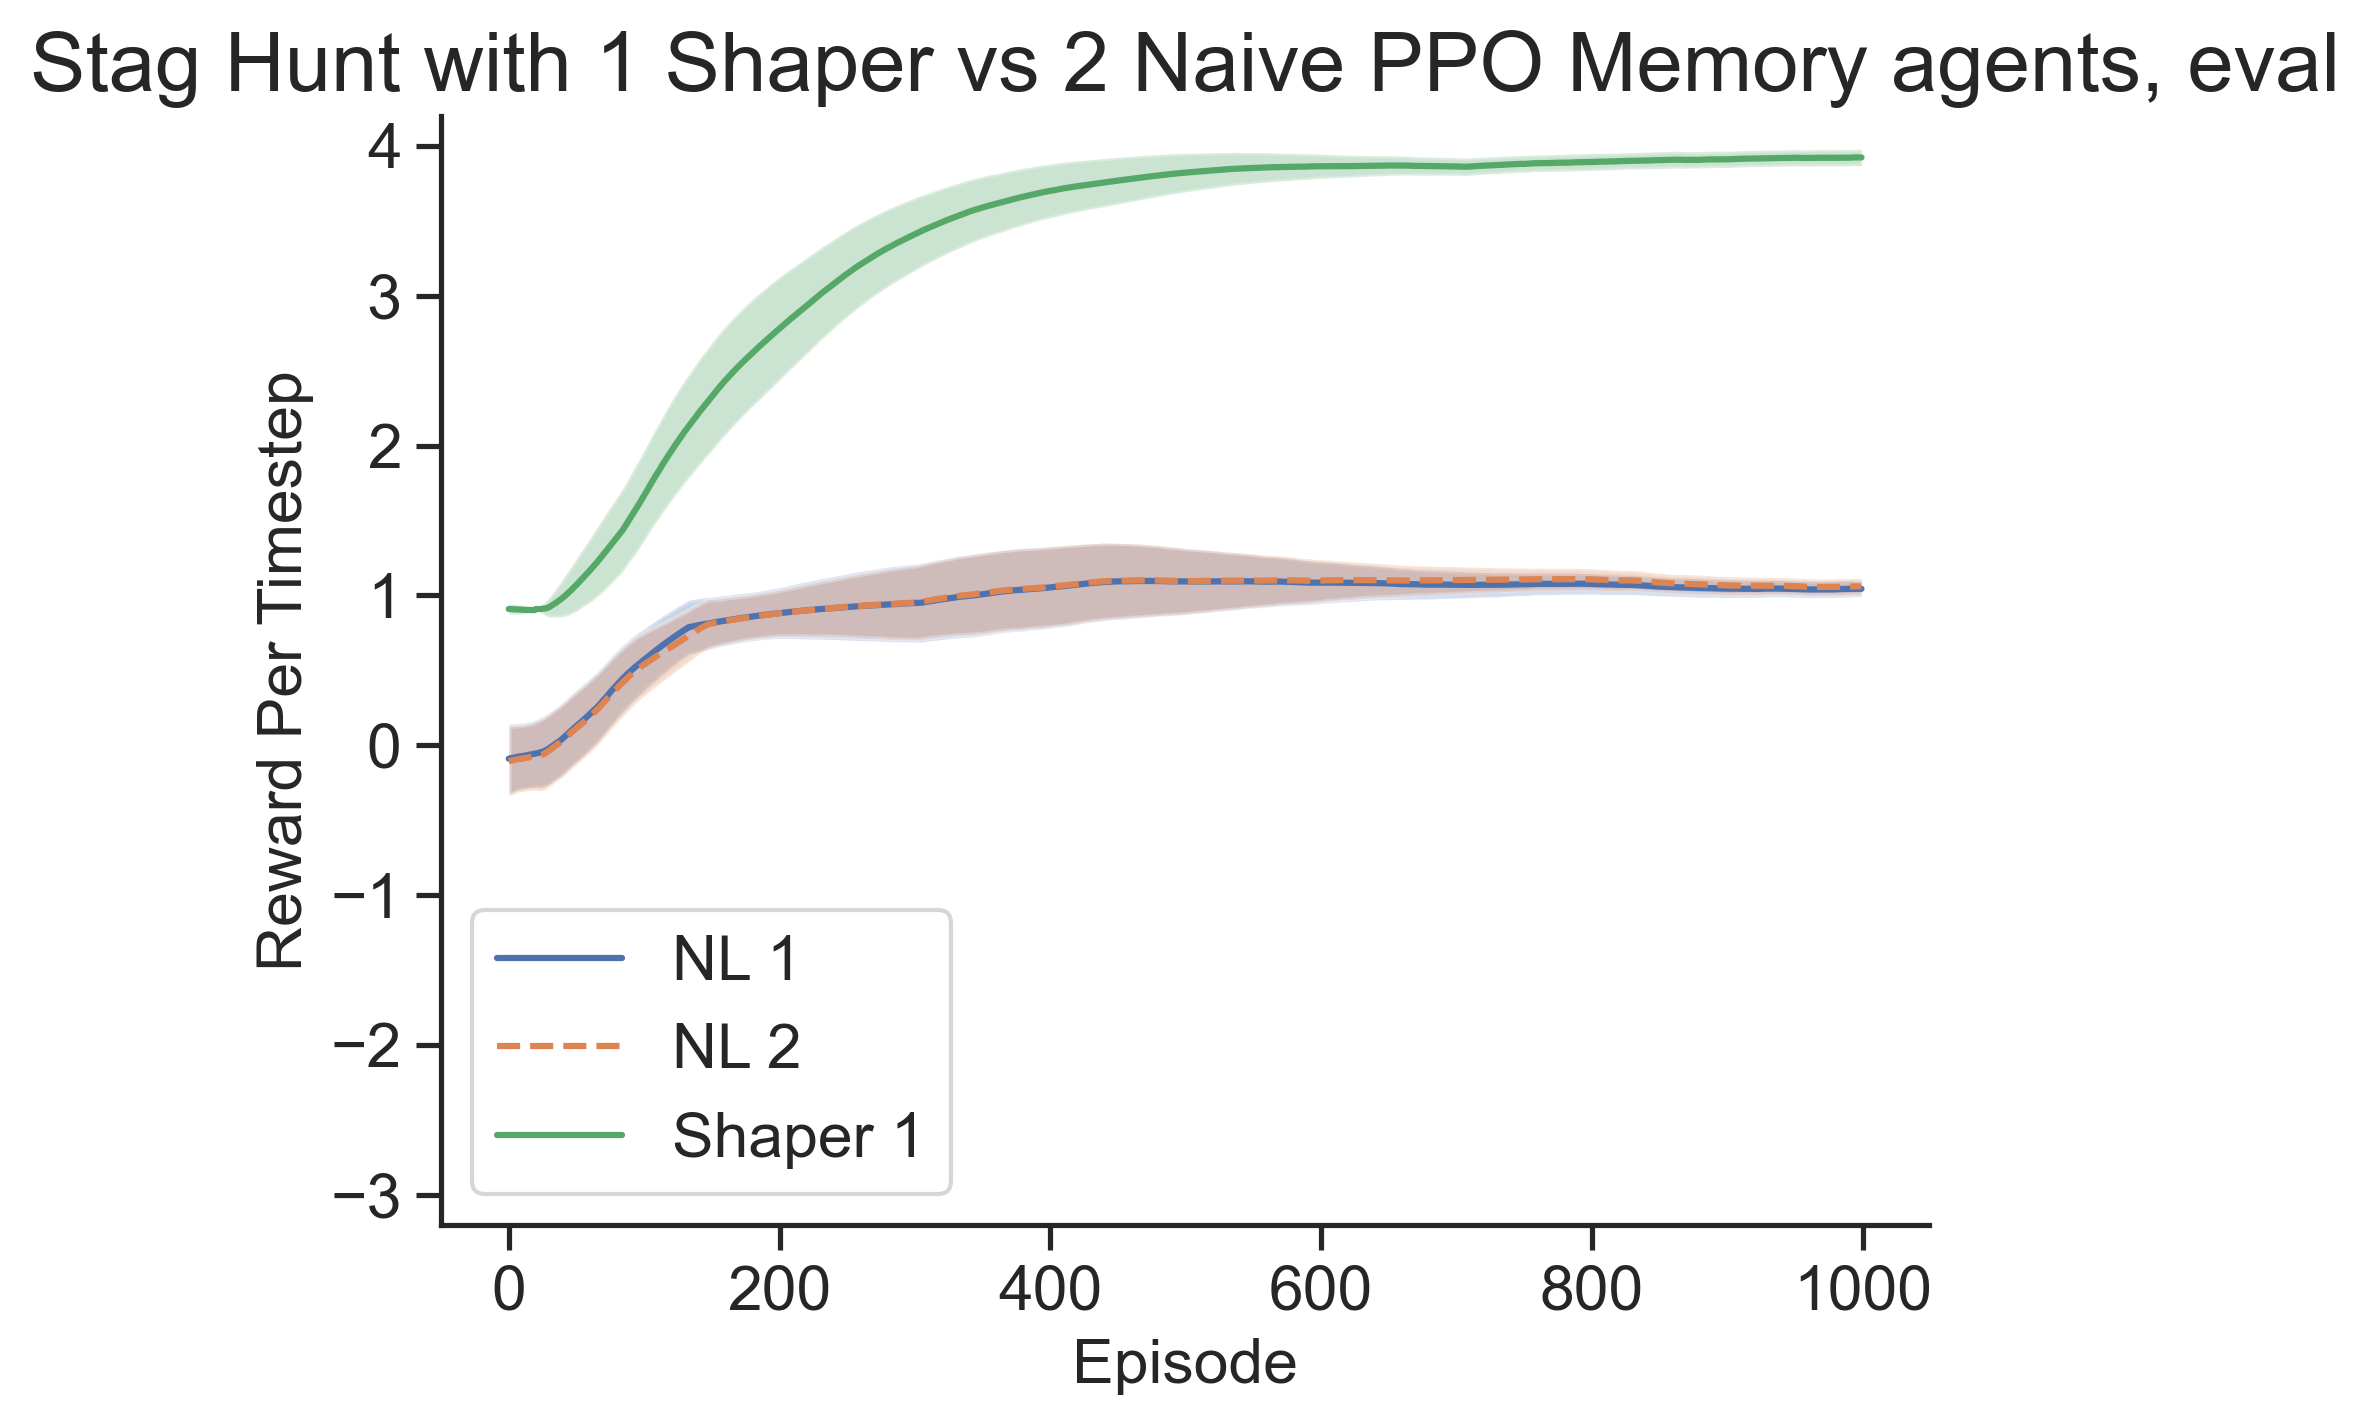 Stag Hunt with 1 Shaper vs 2 Naive PPO Memory agents, eval
4
3
2
1
0
−1
−2
−3
Reward Per Timestep
NL 1
NL 2
Shaper 1
0 200 400 600 800 1000
Episode